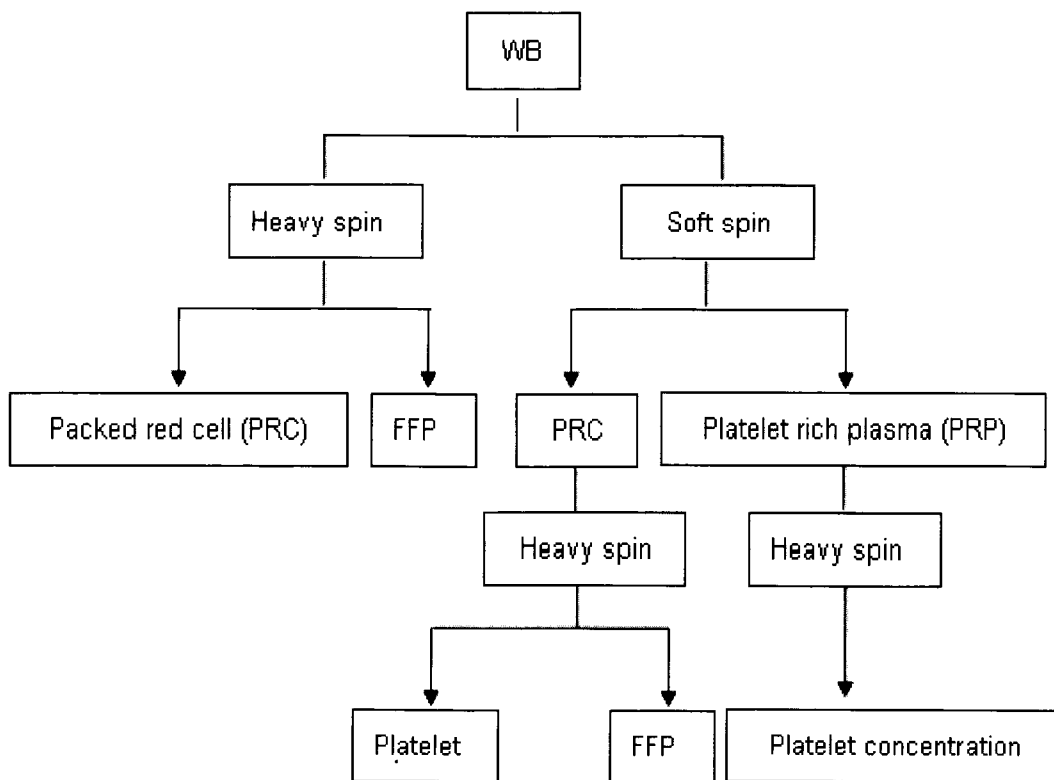 WB
Heavy spin
Soft spin
Packed red cell (PRC)
FFP
PRC
Platelet rich plasma (PRP)
Heavy spin
Heavy spin
Platelet
FFP
Platelet concentration